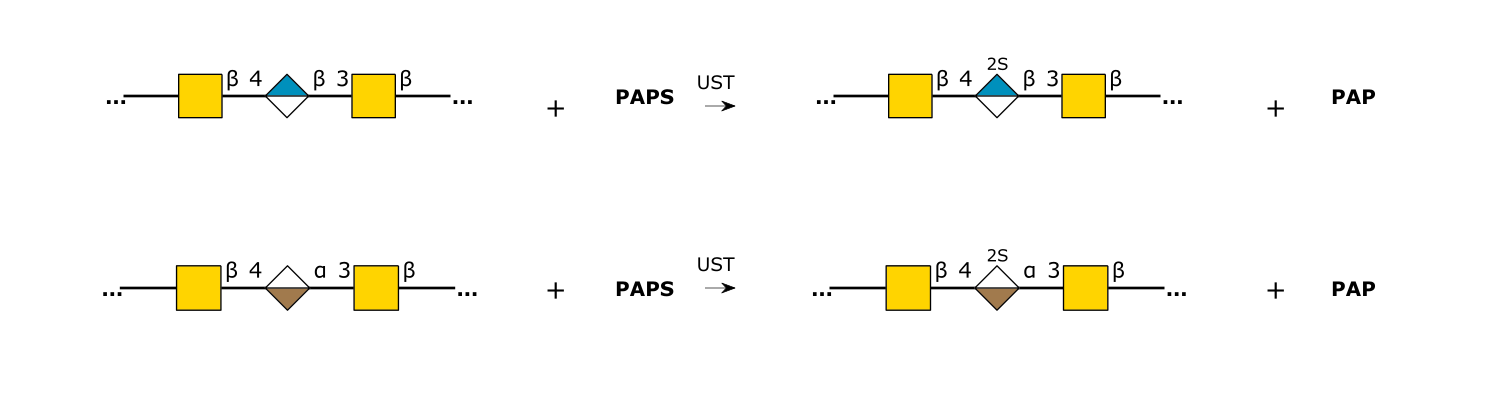 2S
... β 4 β 3 β ... + PAPS UST ... β 4 β 3 β ... + PAP
2S
... β 4 α 3 β ... + PAPS UST ... β 4 α 3 β ... + PAP